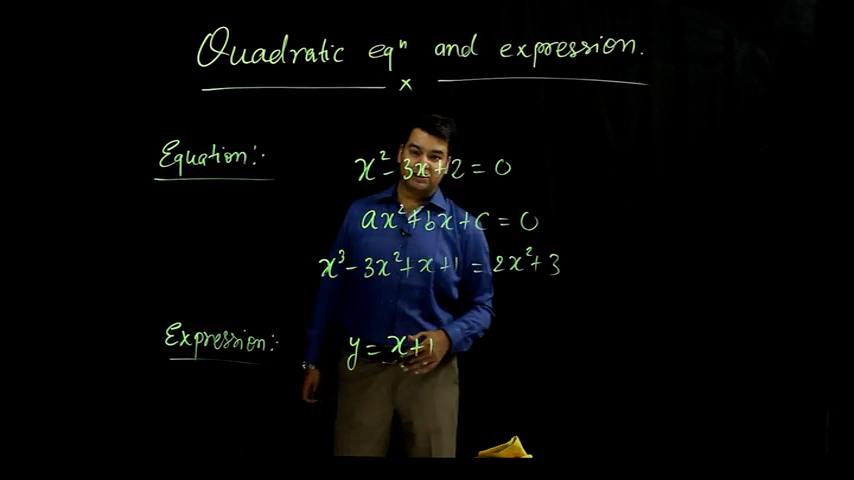 Quadratic eqⁿ and expression.
x
Equation:-
x² - 3x + 2 = 0
ax² + bx + c = 0
x³ - 3x² + x + 1 = 2x² + 3
Expression:-
y = x + 1